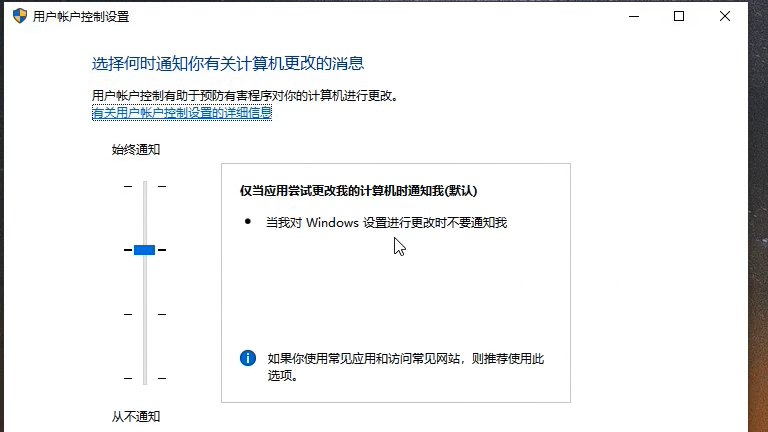 用户帐户控制设置
选择何时通知你有关计算机更改的消息
用户帐户控制有助于预防有害程序对你的计算机进行更改。
有关用户帐户控制设置的详细信息
始终通知
仅当应用尝试更改我的计算机时通知我(默认)
当我对 Windows 设置进行更改时不要通知我
如果你使用常见应用和访问常见网站，则推荐使用此
选项。
从不通知